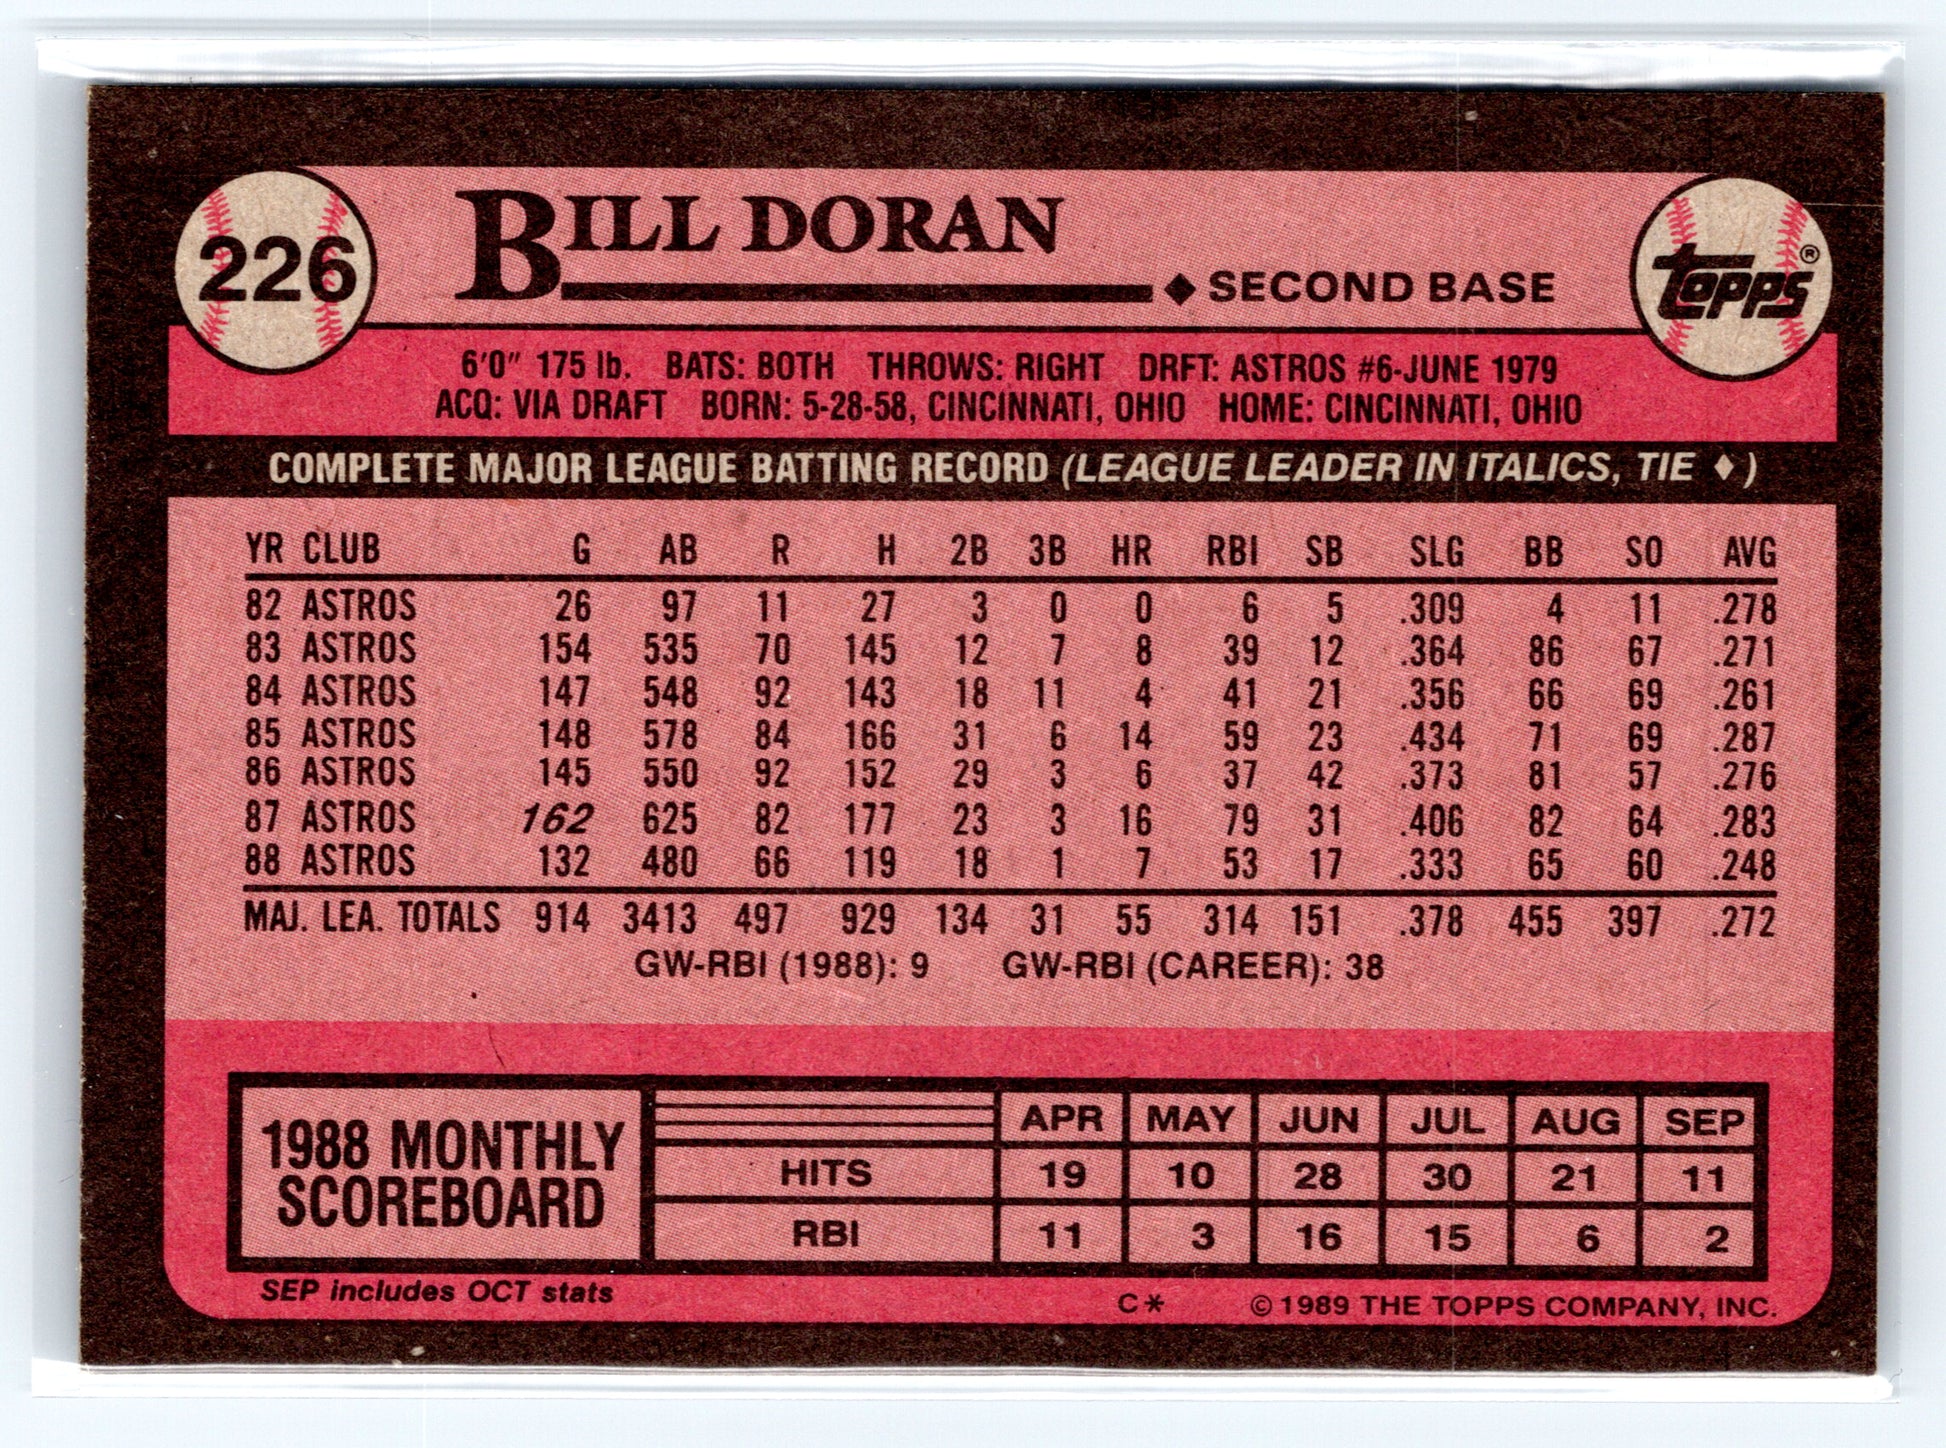 226
BILL DORAN
◆ SECOND BASE
topps®
6'0" 175 lb. BATS: BOTH THROWS: RIGHT DRFT: ASTROS #6-JUNE 1979
ACQ: VIA DRAFT BORN: 5-28-58, CINCINNATI, OHIO HOME: CINCINNATI, OHIO
COMPLETE MAJOR LEAGUE BATTING RECORD (LEAGUE LEADER IN ITALICS, TIE ♦)
YR CLUB G AB R H 2B 3B HR RBI SB SLG BB SO AVG
82 ASTROS 26 97 11 27 3 0 0 6 5 .309 4 11 .278
83 ASTROS 154 535 70 145 12 7 8 39 12 .364 86 67 .271
84 ASTROS 147 548 92 143 18 11 4 41 21 .356 66 69 .261
85 ASTROS 148 578 84 166 31 6 14 59 23 .434 71 69 .287
86 ASTROS 145 550 92 152 29 3 6 37 42 .373 81 57 .276
87 ASTROS 162 625 82 177 23 3 16 79 31 .406 82 64 .283
88 ASTROS 132 480 66 119 18 1 7 53 17 .333 65 60 .248
MAJ. LEA. TOTALS 914 3413 497 929 134 31 55 314 151 .378 455 397 .272
GW-RBI (1988): 9 GW-RBI (CAREER): 38
1988 MONTHLY
SCOREBOARD
APR MAY JUN JUL AUG SEP
HITS 19 10 28 30 21 11
RBI 11 3 16 15 6 2
SEP includes OCT stats
C* © 1989 THE TOPPS COMPANY, INC.